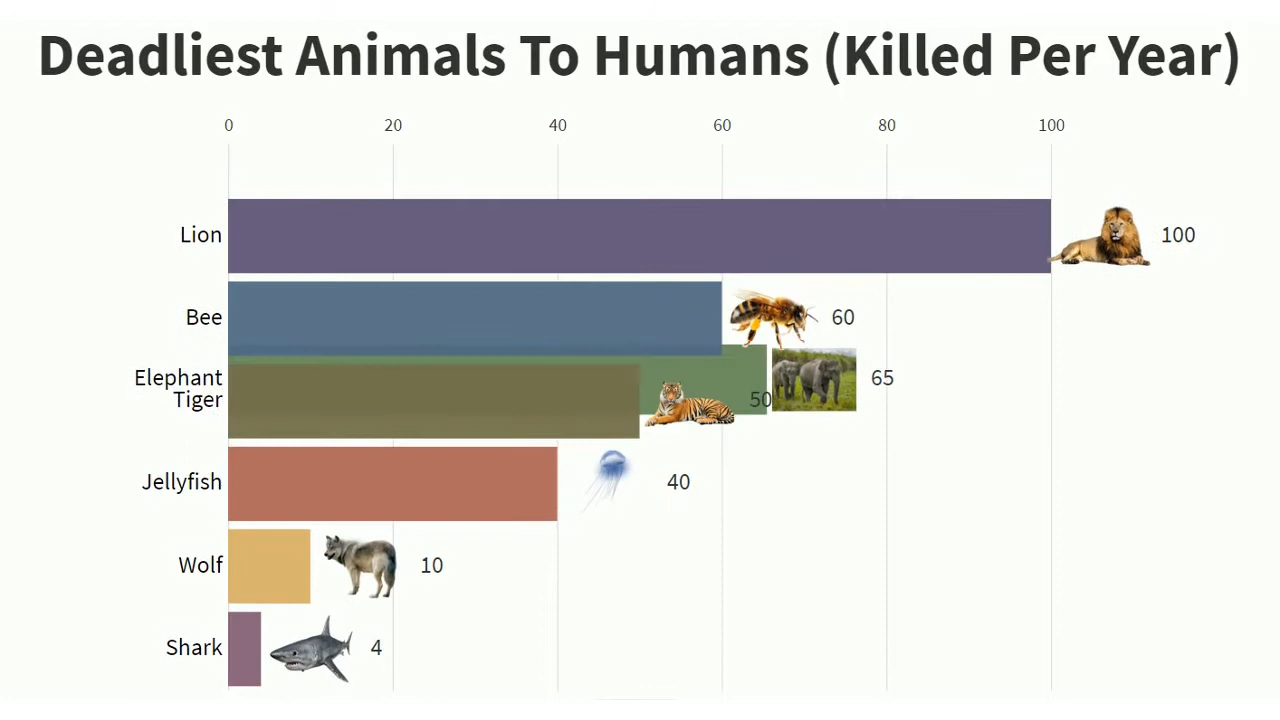 Deadliest Animals To Humans (Killed Per Year)
0 20 40 60 80 100
Lion 100
Bee 60
Elephant 65
Tiger 50
Jellyfish 40
Wolf 10
Shark 4